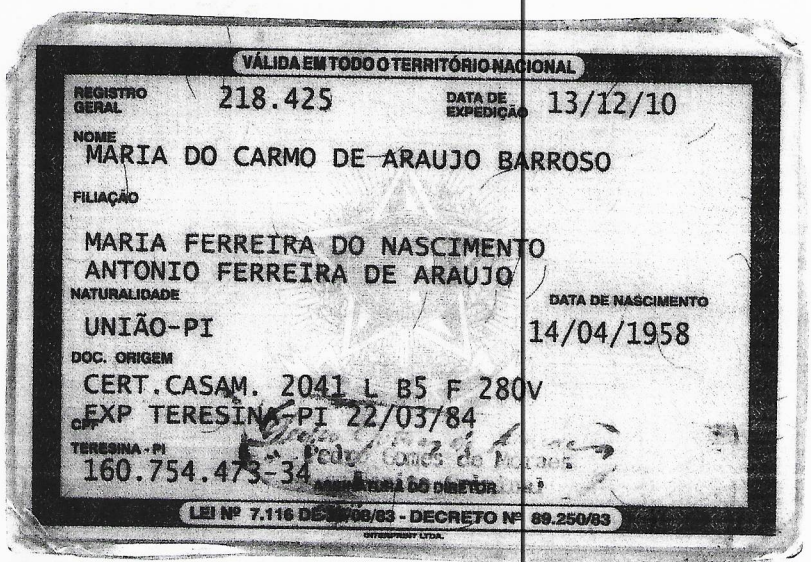 VÁLIDA EM TODO O TERRITÓRIO NACIONAL
REGISTRO GERAL 218.425 DATA DE EXPEDIÇÃO 13/12/10
NOME
MARIA DO CARMO DE ARAUJO BARROSO
FILIAÇÃO
MARIA FERREIRA DO NASCIMENTO
ANTONIO FERREIRA DE ARAUJO
NATURALIDADE DATA DE NASCIMENTO
UNIÃO-PI 14/04/1958
DOC. ORIGEM
CERT.CASAM. 2041 L B5 F 280V
EXP TERESINA-PI 22/03/84
CPF
TERESINA - PI Pedro Gomes de Moraes
160.754.473-34
ASSINATURA DO DIRETOR
LEI Nº 7.116 DE /83 - DECRETO Nº 89.250/83
INTERPRINT LTDA.